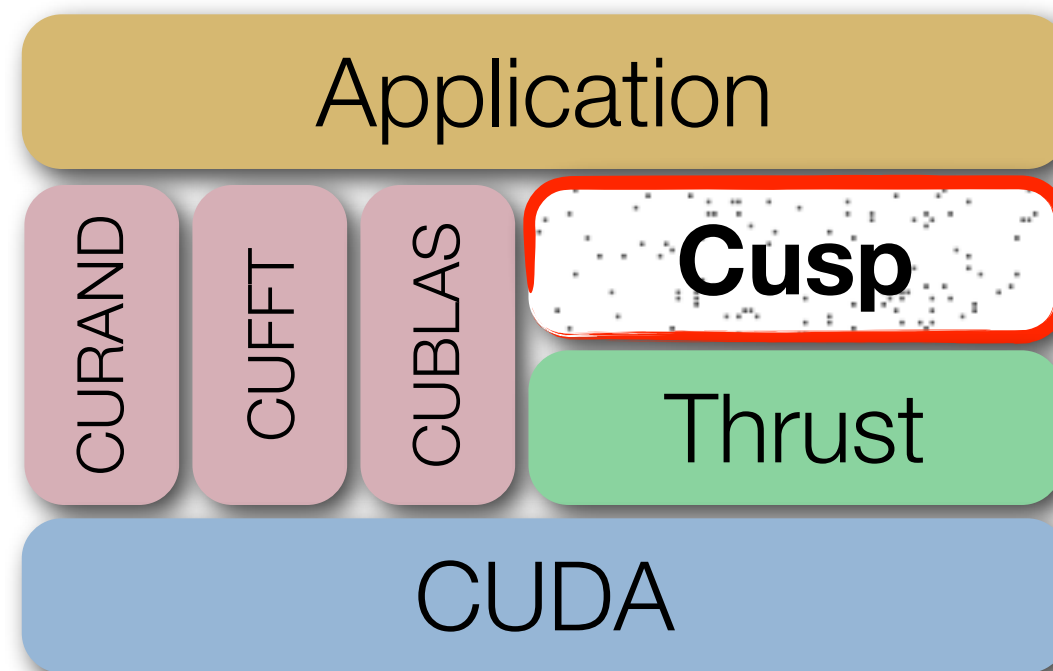 Application
CURAND
CUFFT
CUBLAS
Cusp
Thrust
CUDA